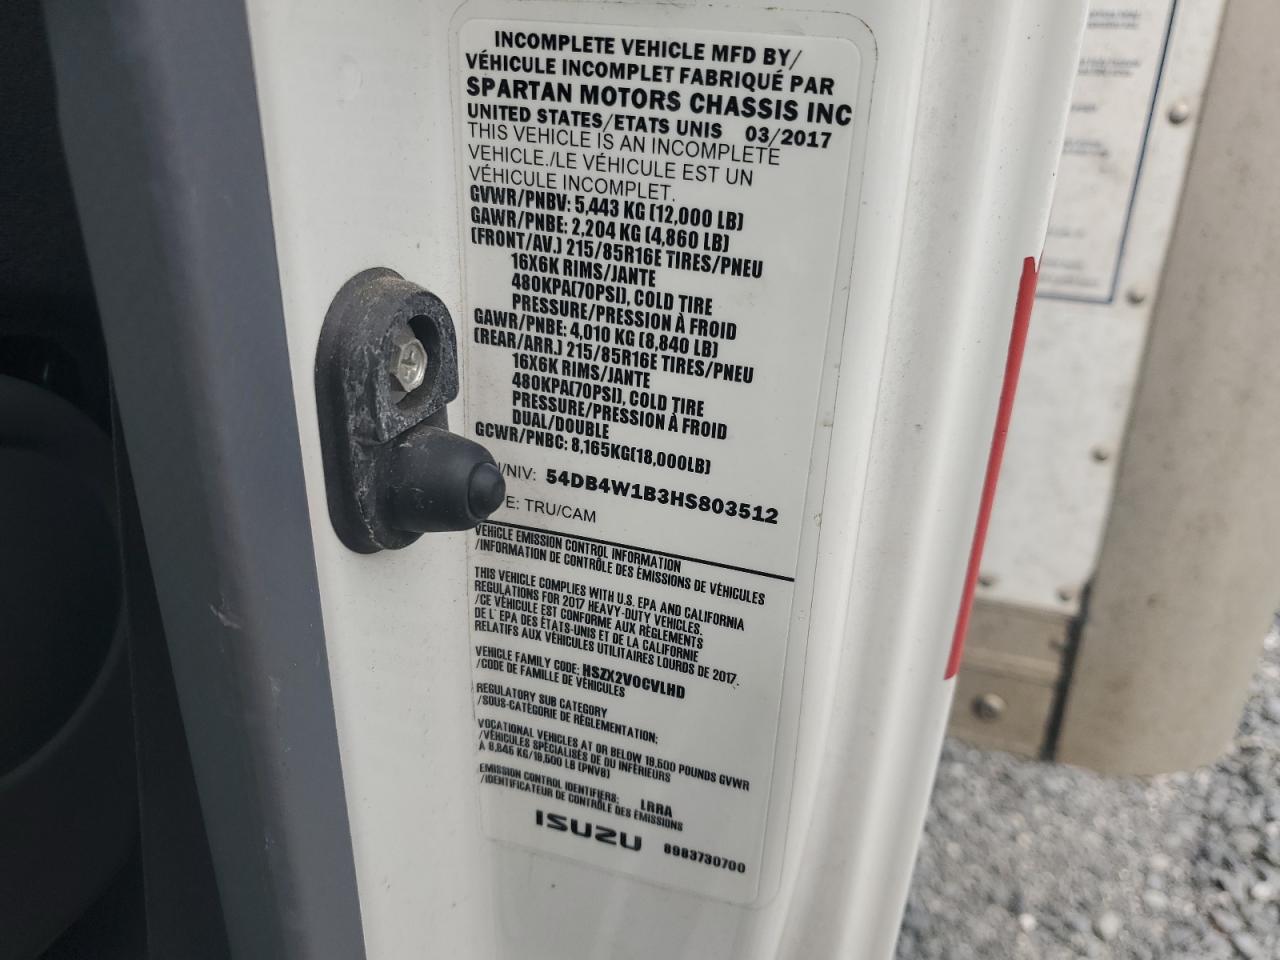 INCOMPLETE VEHICLE MFD BY/
VÉHICULE INCOMPLET FABRIQUÉ PAR
SPARTAN MOTORS CHASSIS INC
UNITED STATES/ETATS UNIS 03/2017
THIS VEHICLE IS AN INCOMPLETE
VEHICLE./LE VÉHICULE EST UN
VÉHICULE INCOMPLET.
GVWR/PNBV: 5,443 KG (12,000 LB)
GAWR/PNBE: 2,204 KG (4,860 LB)
(FRONT/AV.) 215/85R16E TIRES/PNEU
16X6K RIMS/JANTE
480KPA(70PSI), COLD TIRE
PRESSURE/PRESSION À FROID
GAWR/PNBE: 4,010 KG (8,840 LB)
(REAR/ARR.) 215/85R16E TIRES/PNEU
16X6K RIMS/JANTE
480KPA(70PSI), COLD TIRE
PRESSURE/PRESSION À FROID
DUAL/DOUBLE
GCWR/PNBC: 8,165KG(18,000LB)
/NIV: 54DB4W1B3HS803512
E: TRU/CAM
VEHICLE EMISSION CONTROL INFORMATION
/INFORMATION DE CONTRÔLE DES ÉMISSIONS DE VÉHICULES
THIS VEHICLE COMPLIES WITH U.S. EPA AND CALIFORNIA
REGULATIONS FOR 2017 HEAVY-DUTY VEHICLES.
/CE VÉHICULE EST CONFORME AUX RÈGLEMENTS
DE L' EPA DES ÉTATS-UNIS ET DE LA CALIFORNIE
RELATIFS AUX VÉHICULES UTILITAIRES LOURDS DE 2017.
VEHICLE FAMILY CODE: HSZX2VOCVLHD
/CODE DE FAMILLE DE VÉHICULES
REGULATORY SUB CATEGORY
/SOUS-CATÉGORIE DE RÈGLEMENTATION:
VOCATIONAL VEHICLES AT OR BELOW 19,500 POUNDS GVWR
/VÉHICULES SPÉCIALISÉS DE OU INFÉRIEURS
À 8,845 KG/19,500 LB (PNVB)
EMISSION CONTROL IDENTIFIERS: LRRA
/IDENTIFICATEUR DE CONTRÔLE DES ÉMISSIONS
ISUZU 8983730700